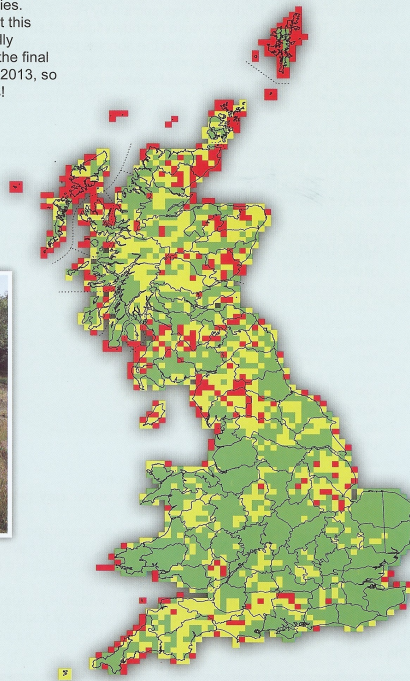 ies.
t this
lly
the final
2013, so
!